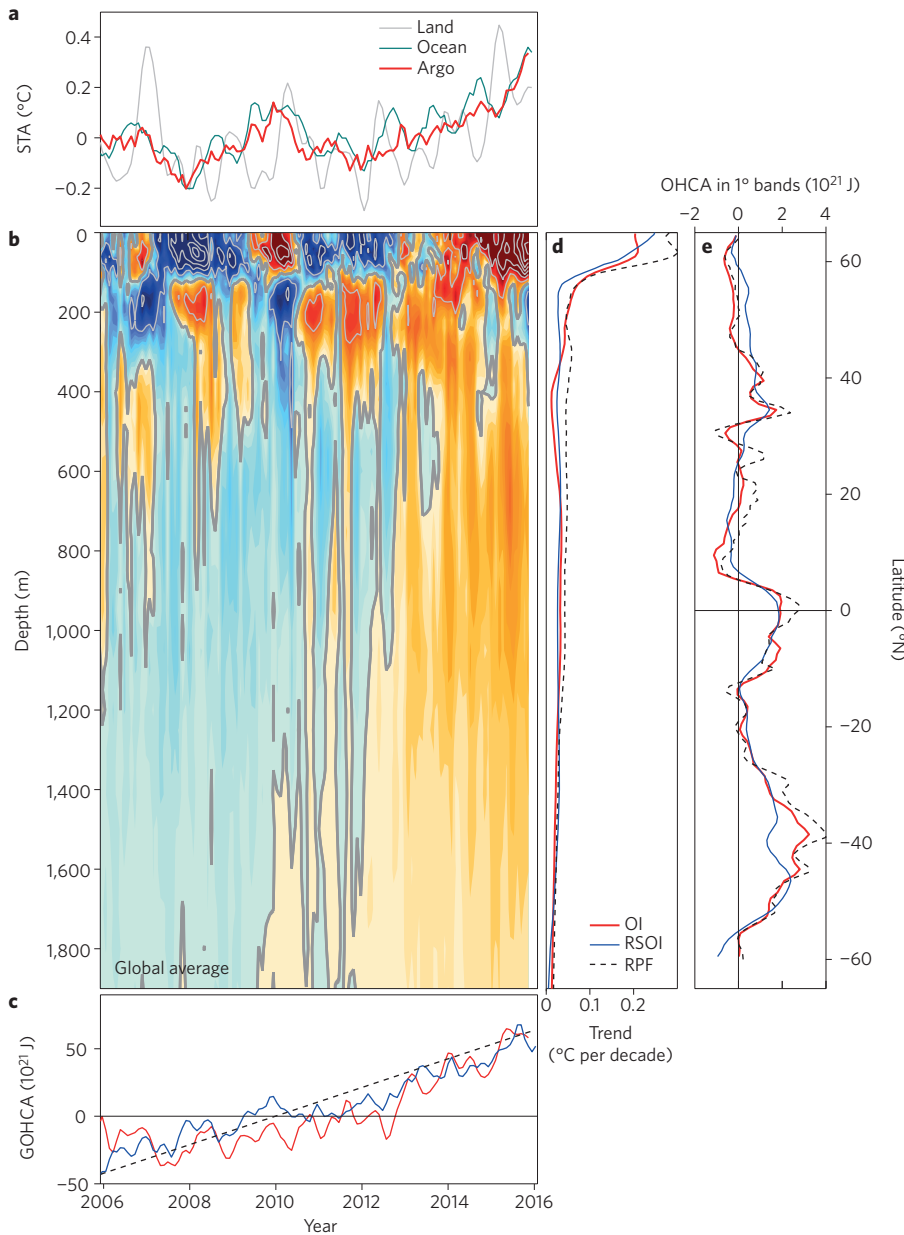 a
0.4
0.2
0
−0.2
STA (°C)
Land
Ocean
Argo
b
0
200
400
600
800
1,000
1,200
1,400
1,600
1,800
Depth (m)
Global average
c
50
0
−50
GOHCA (10²¹ J)
2006
2008
2010
2012
2014
2016
Year
d
OI
RSOI
RPF
0
0.1
0.2
Trend
(°C per decade)
OHCA in 1° bands (10²¹ J)
−2
0
2
4
e
60
40
20
0
−20
−40
−60
Latitude (°N)